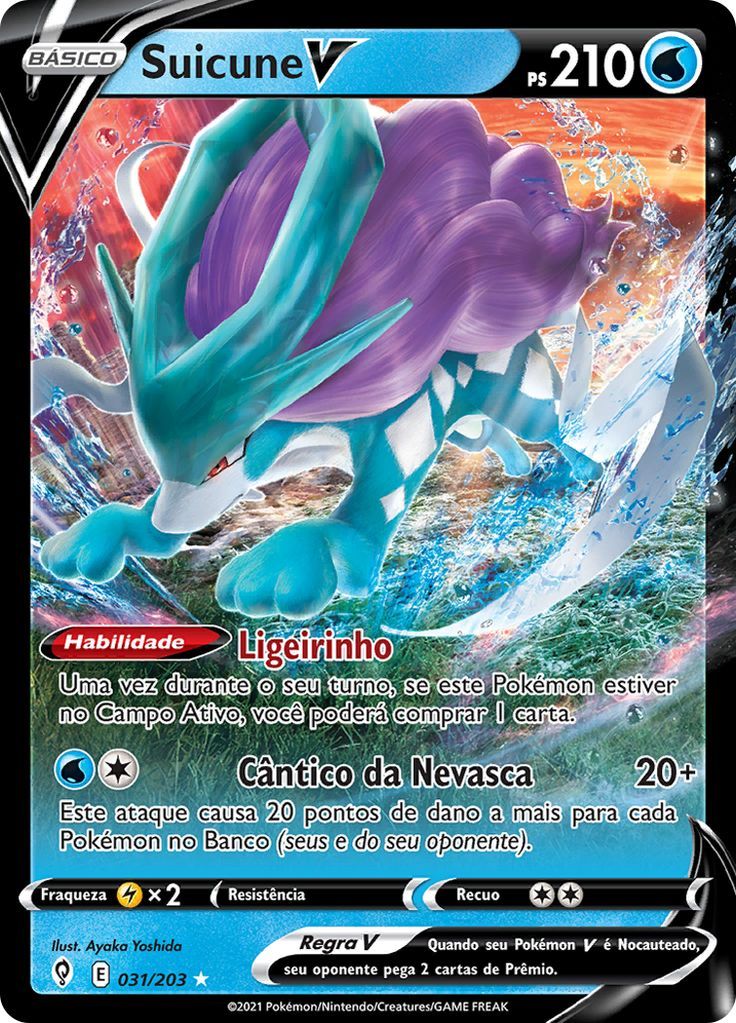 BÁSICO
Suicune V
PS 210
Habilidade Ligeirinho
Uma vez durante o seu turno, se este Pokémon estiver
no Campo Ativo, você poderá comprar 1 carta.
Cântico da Nevasca 20+
Este ataque causa 20 pontos de dano a mais para cada
Pokémon no Banco (seus e do seu oponente).
Fraqueza ×2 Resistência Recuo
Ilust. Ayaka Yoshida
E 031/203 ★
Regra V Quando seu Pokémon V é Nocauteado,
seu oponente pega 2 cartas de Prêmio.
©2021 Pokémon/Nintendo/Creatures/GAME FREAK